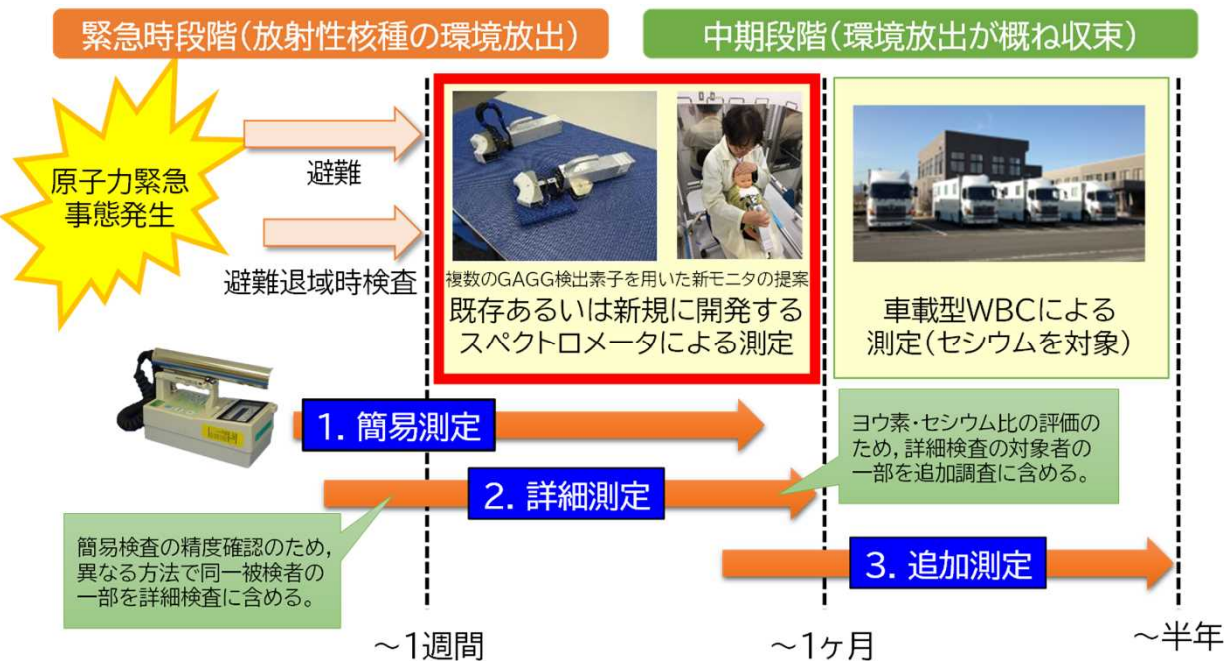 緊急時段階(放射性核種の環境放出)
中期段階(環境放出が概ね収束)
原子力緊急
事態発生
避難
避難退域時検査
複数のGAGG検出素子を用いた新モニタの提案
既存あるいは新規に開発する
スペクトロメータによる測定
車載型WBCによる
測定(セシウムを対象)
1. 簡易測定
ヨウ素・セシウム比の評価の
ため, 詳細検査の対象者の
一部を追加調査に含める。
2. 詳細測定
簡易検査の精度確認のため,
異なる方法で同一被検者の
一部を詳細検査に含める。
3. 追加測定
～1週間
～1ヶ月
～半年